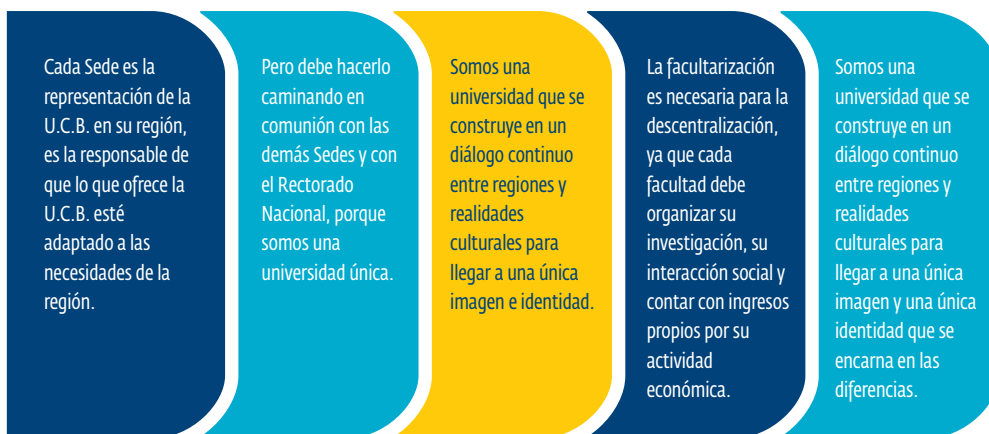 Cada Sede es la
representación de la
U.C.B. en su región,
es la responsable de
que lo que ofrece la
U.C.B. esté
adaptado a las
necesidades de la
región.
Pero debe hacerlo
caminando en
comunión con las
demás Sedes y con
el Rectorado
Nacional, porque
somos una
universidad única.
Somos una
universidad que se
construye en un
diálogo continuo
entre regiones y
realidades
culturales para
llegar a una única
imagen e identidad.
La facultarización
es necesaria para la
descentralización,
ya que cada
facultad debe
organizar su
investigación, su
interacción social y
contar con ingresos
propios por su
actividad
económica.
Somos una
universidad que se
construye en un
diálogo continuo
entre regiones y
realidades
culturales para
llegar a una única
imagen y una única
identidad que se
encarna en las
diferencias.